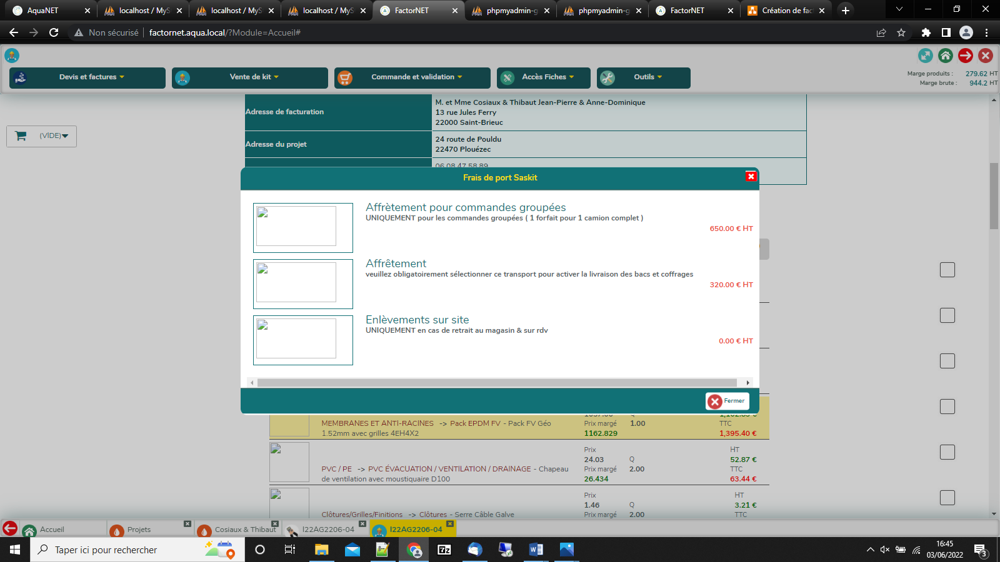 AquaNET
localhost / MyS
localhost / MyS
localhost / MyS
FactorNET
phpmyadmin-g
phpmyadmin-g
FactorNET
Création de fac
Non sécurisé
factornet.aqua.local/?Module=Accueil#
Devis et factures
Vente de kit
Commande et validation
Accès Fiches
Outils
Marge produits : 279.62 HT
Marge brute : 944.2 HT
(VIDE)
Adresse de facturation
M. et Mme Cosiaux & Thibaut Jean-Pierre & Anne-Dominique
13 rue Jules Ferry
22000 Saint-Brieuc
Adresse du projet
24 route de Pouldu
22470 Plouézec
06 08 47 58 89
Frais de port Saskit
Affrètement pour commandes groupées
UNIQUEMENT pour les commandes groupées ( 1 forfait pour 1 camion complet )
650.00 € HT
Affrêtement
veuillez obligatoirement sélectionner ce transport pour activer la livraison des bacs et coffrages
320.00 € HT
Enlèvements sur site
UNIQUEMENT en cas de retrait au magasin & sur rdv
0.00 € HT
Fermer
MEMBRANES ET ANTI-RACINES -> Pack EPDM FV - Pack FV Géo
1.52mm avec grilles 4EH4X2
Q
Prix margé 1.00
1162.829
TTC
1,395.40 €
PVC / PE -> PVC ÉVACUATION / VENTILATION / DRAINAGE - Chapeau
de ventilation avec moustiquaire D100
Prix
24.03 Q
Prix margé 2.00
26.434
HT
52.87 €
TTC
63.44 €
Clôtures/Grilles/Finitions -> Clôtures - Serre Câble Galve
Prix
1.46 Q
Prix margé 2.00
HT
3.21 €
TTC
Accueil
Projets
Cosiaux & Thibaut
I22AG2206-04
I22AG2206-04
Taper ici pour rechercher
7z
16:45
03/06/2022
3